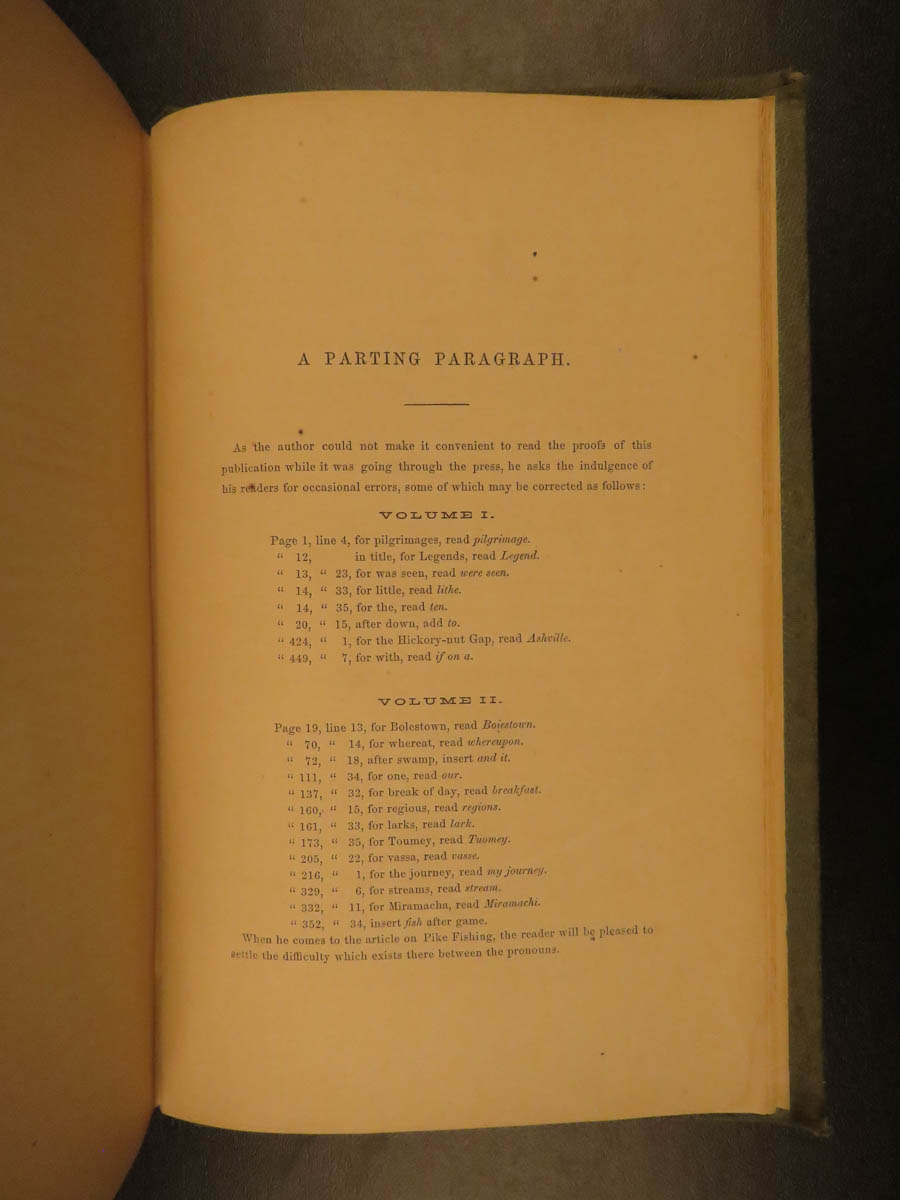 A PARTING PARAGRAPH.
As the author could not make it convenient to read the proofs of this
publication while it was going through the press, he asks the indulgence of
his readers for occasional errors, some of which may be corrected as follows:
VOLUME I.
Page 1, line 4, for pilgrimages, read pilgrimage.
“ 12, in title, for Legends, read Legend.
“ 13, “ 23, for was seen, read were seen.
“ 14, “ 33, for little, read lithe.
“ 14, “ 35, for the, read ten.
“ 20, “ 15, after down, add to.
“ 424, “ 1, for the Hickory-nut Gap, read Ashville.
“ 449, “ 7, for with, read if on a.
VOLUME II.
Page 19, line 13, for Bolestown, read Boiestown.
“ 70, “ 14, for whereat, read whereupon.
“ 72, “ 18, after swamp, insert and it.
“ 111, “ 34, for one, read our.
“ 137, “ 32, for break of day, read breakfast.
“ 160, “ 15, for regious, read regions.
“ 161, “ 33, for larks, read lark.
“ 173, “ 35, for Toumey, read Tuomey.
“ 205, “ 22, for vassa, read vasse.
“ 216, “ 1, for the journey, read my journey.
“ 329, “ 6, for streams, read stream.
“ 332, “ 11, for Miramacha, read Miramachi.
“ 352, “ 34, insert fish after game.
When he comes to the article on Pike Fishing, the reader will be pleased to
settle the difficulty which exists there between the pronouns.